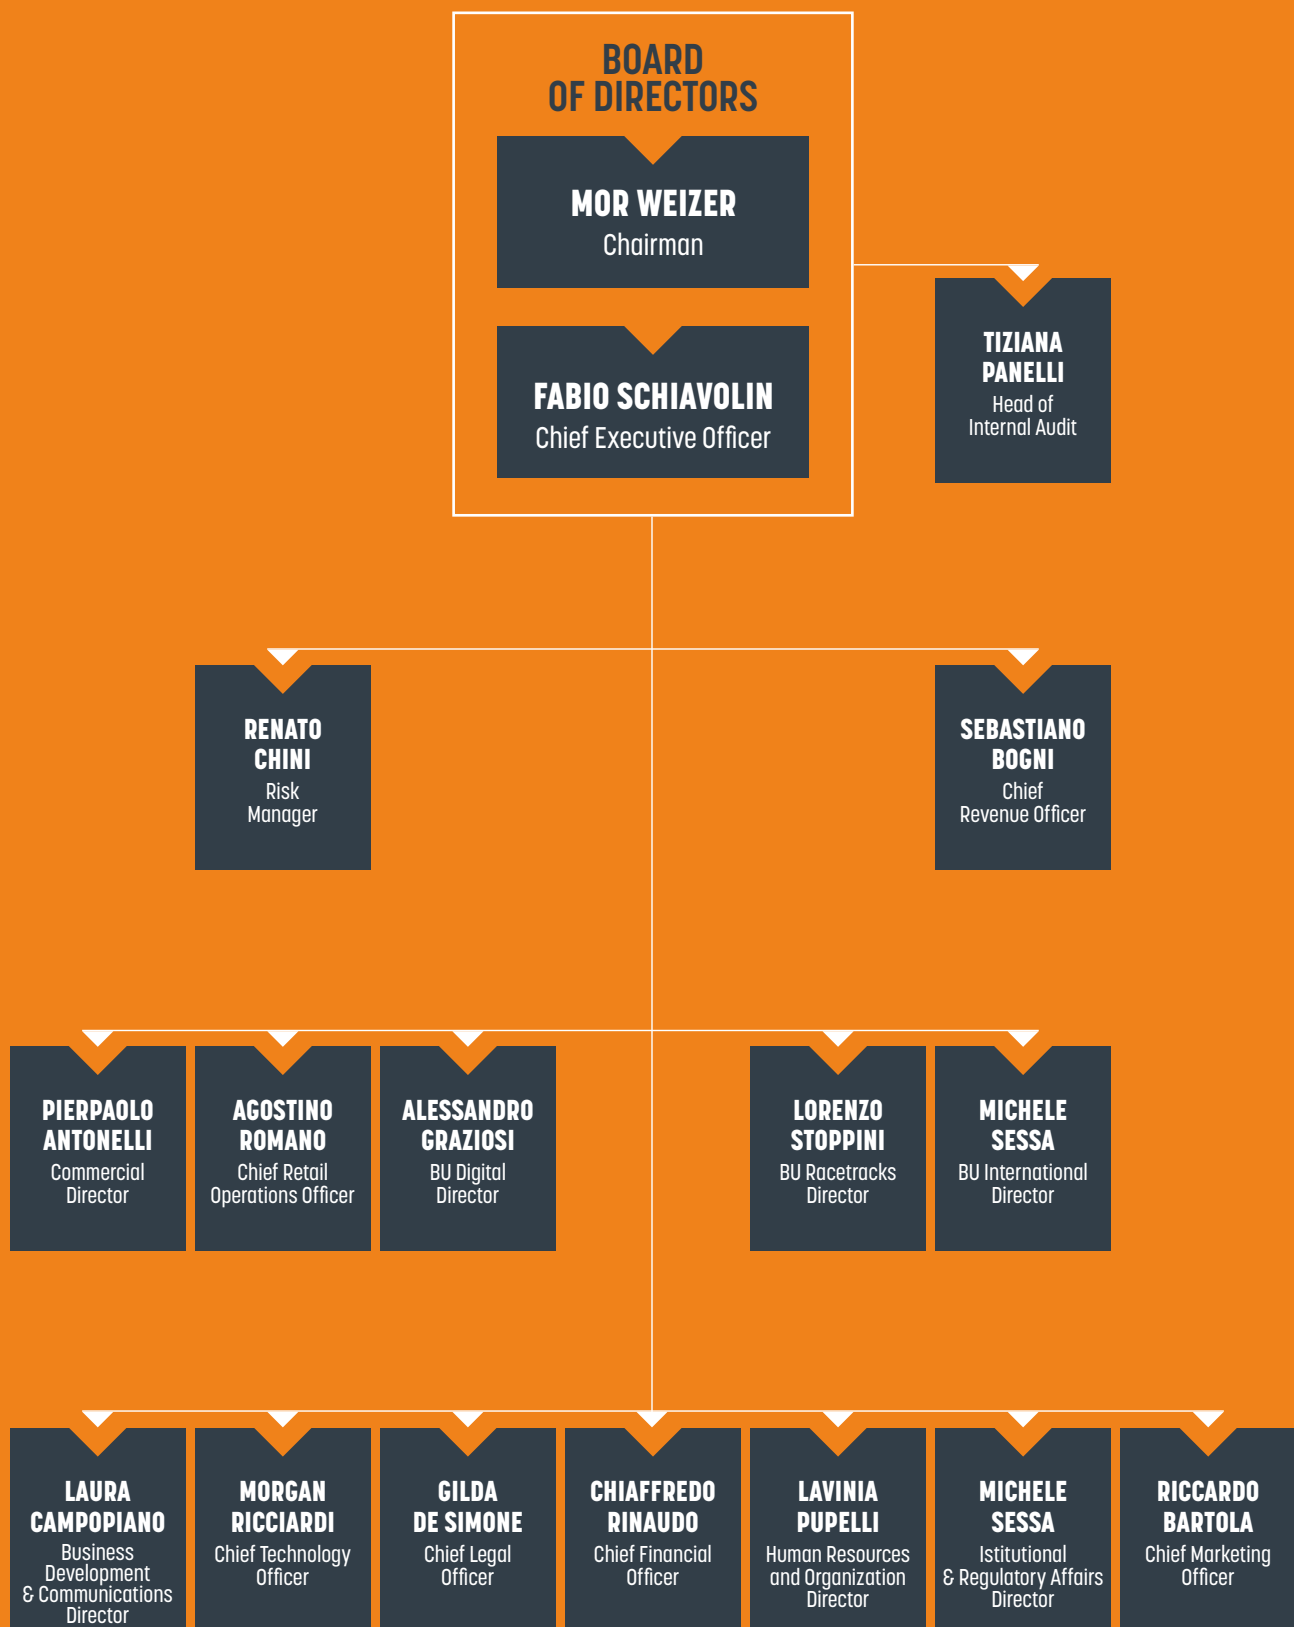 BOARD
OF DIRECTORS
MOR WEIZER
Chairman
FABIO SCHIAVOLIN
Chief Executive Officer
TIZIANA
PANELLI
Head of
Internal Audit
RENATO
CHINI
Risk
Manager
SEBASTIANO
BOGNI
Chief
Revenue Officer
PIERPAOLO
ANTONELLI
Commercial
Director
AGOSTINO
ROMANO
Chief Retail
Operations Officer
ALESSANDRO
GRAZIOSI
BU Digital
Director
LORENZO
STOPPINI
BU Racetracks
Director
MICHELE
SESSA
BU International
Director
LAURA
CAMPOPIANO
Business
Development
& Communications
Director
MORGAN
RICCIARDI
Chief Technology
Officer
GILDA
DE SIMONE
Chief Legal
Officer
CHIAFFREDO
RINAUDO
Chief Financial
Officer
LAVINIA
PUPELLI
Human Resources
and Organization
Director
MICHELE
SESSA
Istitutional
& Regulatory Affairs
Director
RICCARDO
BARTOLA
Chief Marketing
Officer